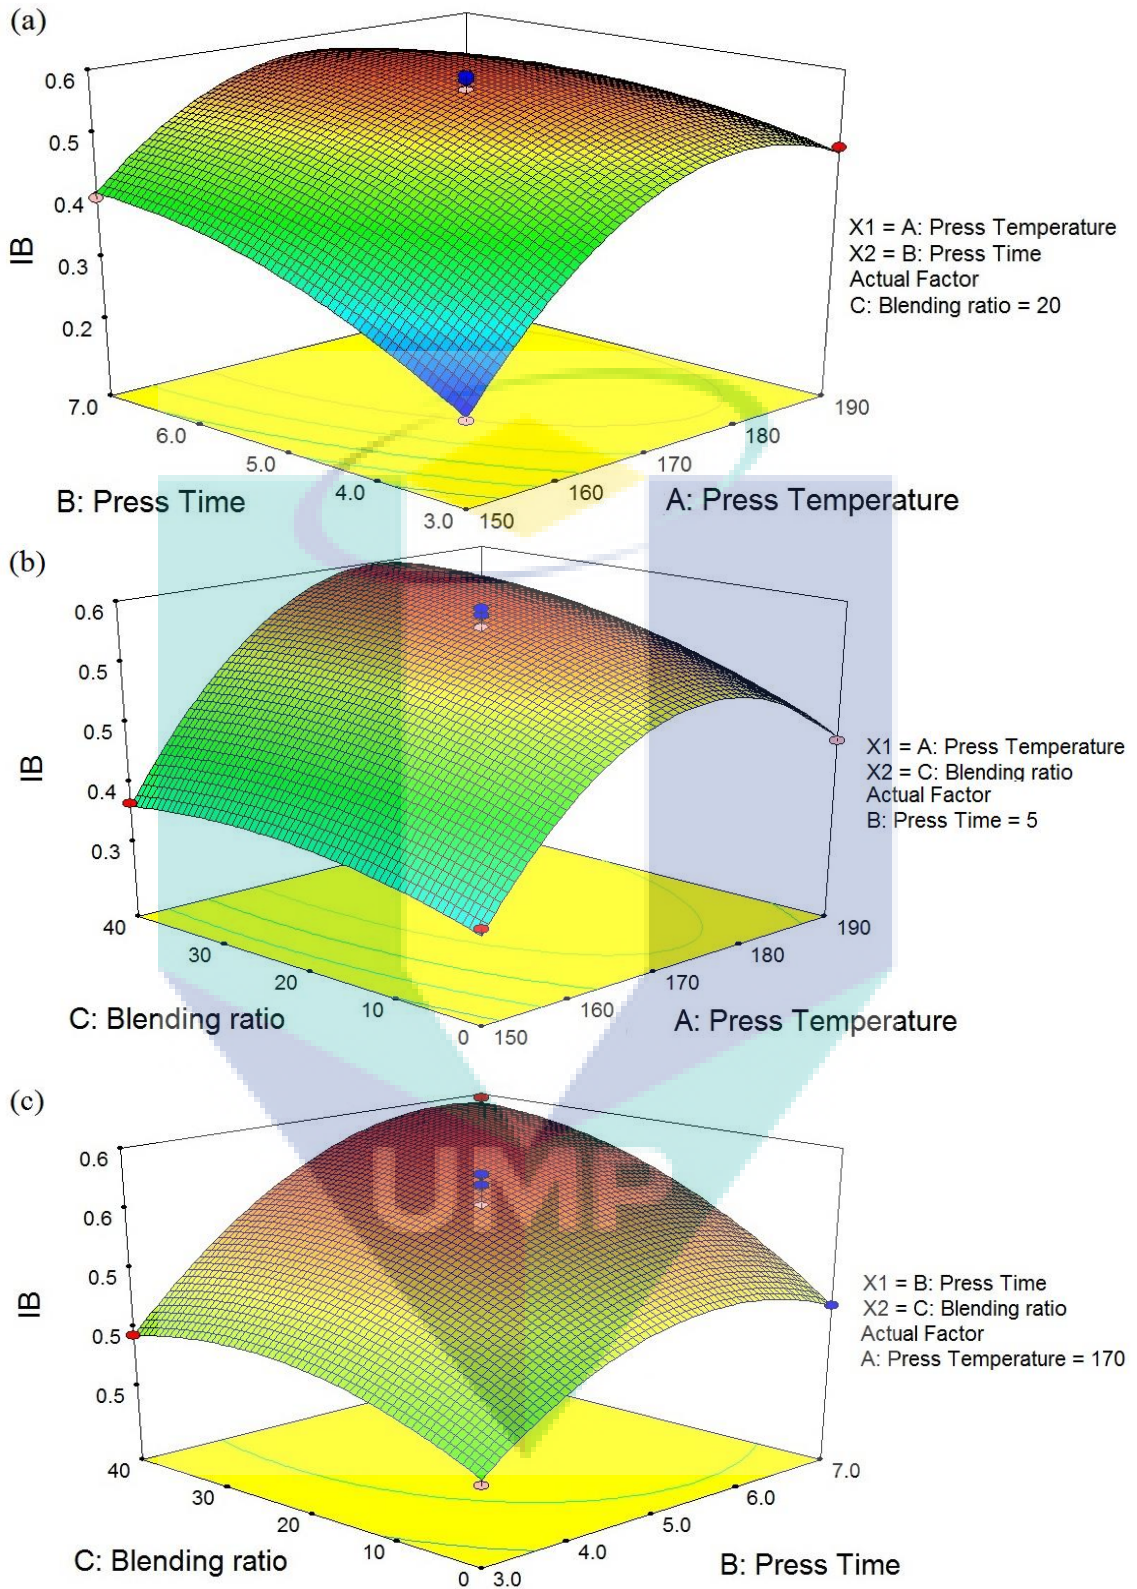 (a)
0.6
0.5
0.4
0.3
0.2
IB
7.0
6.0
5.0
4.0
3.0
150
160
170
180
190
B: Press Time
A: Press Temperature
X1 = A: Press Temperature
X2 = B: Press Time
Actual Factor
C: Blending ratio = 20
(b)
0.6
0.5
0.5
0.4
0.3
IB
40
30
20
10
0
150
160
170
180
190
C: Blending ratio
A: Press Temperature
X1 = A: Press Temperature
X2 = C: Blending ratio
Actual Factor
B: Press Time = 5
(c)
0.6
0.6
0.5
0.5
0.5
IB
UMP
40
30
20
10
0
3.0
4.0
5.0
6.0
7.0
C: Blending ratio
B: Press Time
X1 = B: Press Time
X2 = C: Blending ratio
Actual Factor
A: Press Temperature = 170